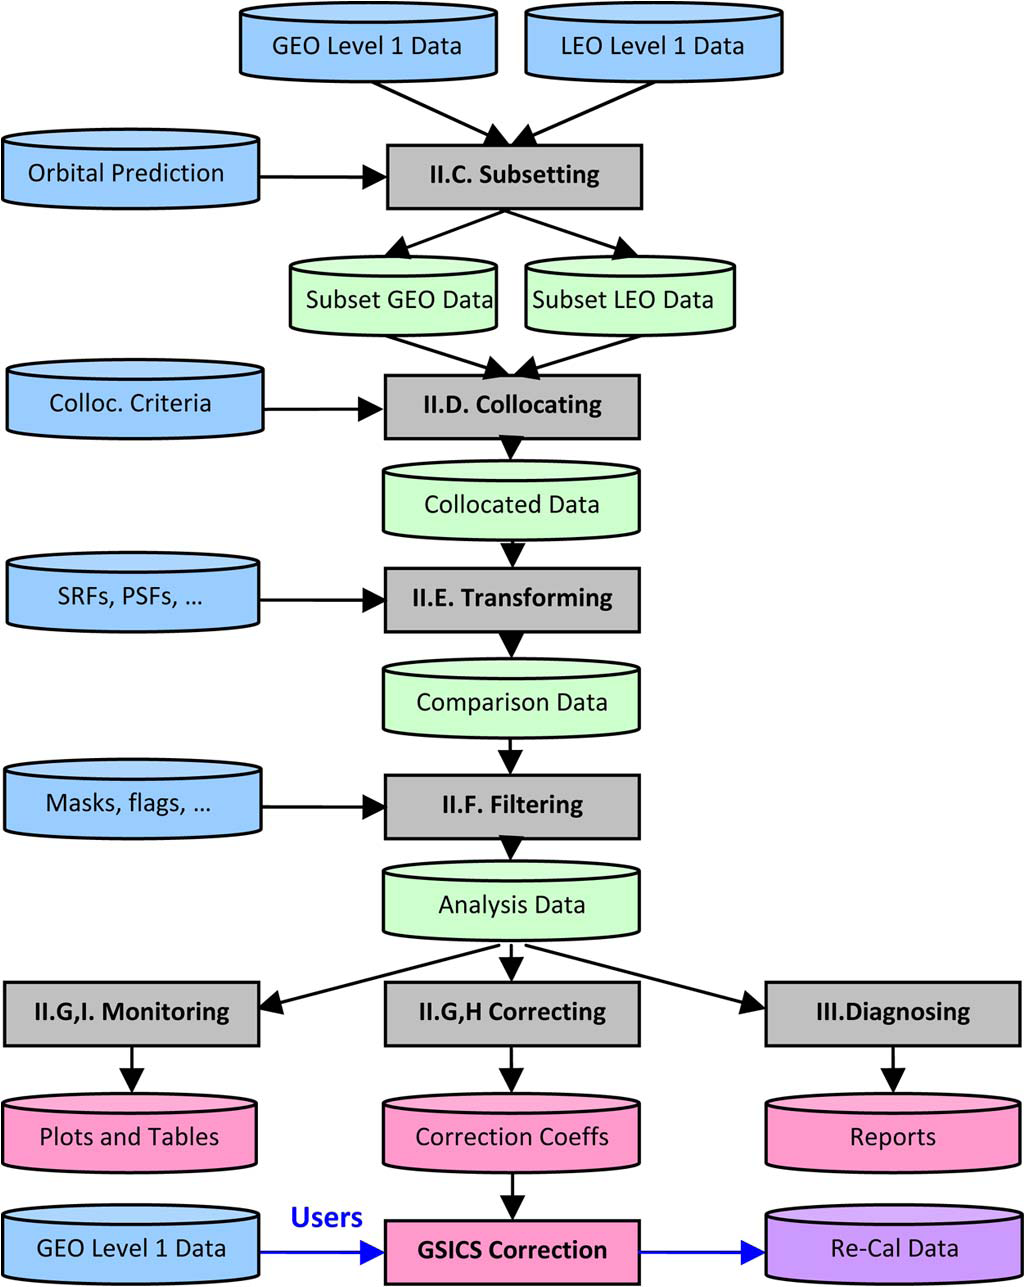 GEO Level 1 Data
LEO Level 1 Data
Orbital Prediction
II.C. Subsetting
Subset GEO Data
Subset LEO Data
Colloc. Criteria
II.D. Collocating
Collocated Data
SRFs, PSFs, ...
II.E. Transforming
Comparison Data
Masks, flags, ...
II.F. Filtering
Analysis Data
II.G,I. Monitoring
II.G,H Correcting
III.Diagnosing
Plots and Tables
Correction Coeffs
Reports
Users
GEO Level 1 Data
GSICS Correction
Re-Cal Data